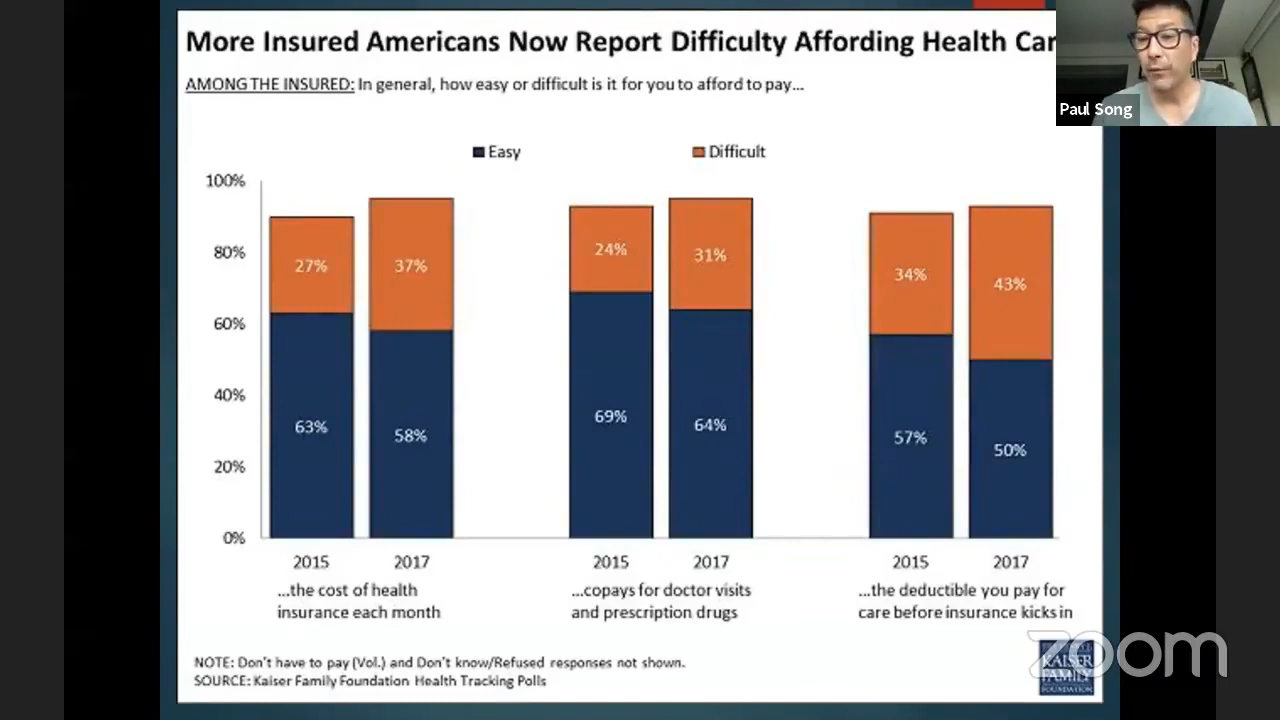 More Insured Americans Now Report Difficulty Affording Health Car
AMONG THE INSURED: In general, how easy or difficult is it for you to afford to pay...
Paul Song
Easy
Difficult
100%
80%
60%
40%
20%
0%
27%
37%
24%
31%
34%
43%
63%
58%
69%
64%
57%
50%
2015
2017
2015
2017
2015
2017
...the cost of health
insurance each month
...copays for doctor visits
and prescription drugs
...the deductible you pay for
care before insurance kicks in
NOTE: Don't have to pay (Vol.) and Don't know/Refused responses not shown.
SOURCE: Kaiser Family Foundation Health Tracking Polls
zoom
KAISER
FAMILY
FOUNDATION